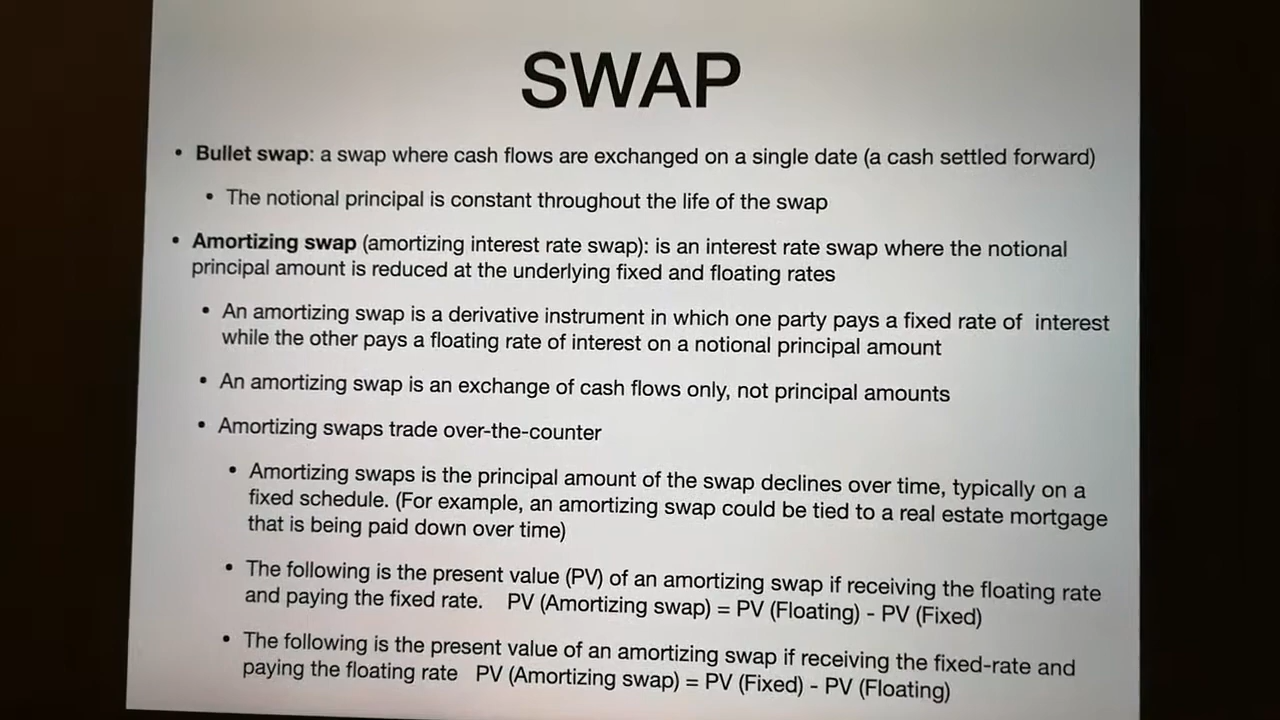 SWAP
• Bullet swap: a swap where cash flows are exchanged on a single date (a cash settled forward)
• The notional principal is constant throughout the life of the swap
• Amortizing swap (amortizing interest rate swap): is an interest rate swap where the notional
principal amount is reduced at the underlying fixed and floating rates
• An amortizing swap is a derivative instrument in which one party pays a fixed rate of interest
while the other pays a floating rate of interest on a notional principal amount
• An amortizing swap is an exchange of cash flows only, not principal amounts
• Amortizing swaps trade over-the-counter
• Amortizing swaps is the principal amount of the swap declines over time, typically on a
fixed schedule. (For example, an amortizing swap could be tied to a real estate mortgage
that is being paid down over time)
• The following is the present value (PV) of an amortizing swap if receiving the floating rate
and paying the fixed rate. PV (Amortizing swap) = PV (Floating) - PV (Fixed)
• The following is the present value of an amortizing swap if receiving the fixed-rate and
paying the floating rate PV (Amortizing swap) = PV (Fixed) - PV (Floating)